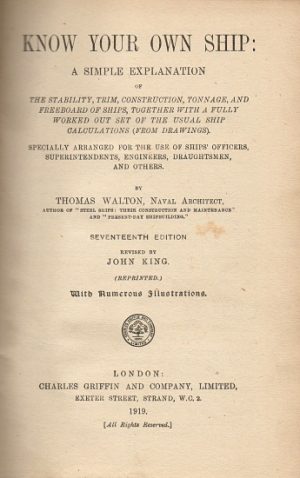 KNOW YOUR OWN SHIP:
A SIMPLE EXPLANATION
OF
THE STABILITY, TRIM, CONSTRUCTION, TONNAGE, AND
FREEBOARD OF SHIPS, TOGETHER WITH A FULLY
WORKED OUT SET OF THE USUAL SHIP
CALCULATIONS (FROM DRAWINGS).
SPECIALLY ARRANGED FOR THE USE OF SHIPS' OFFICERS,
SUPERINTENDENTS, ENGINEERS, DRAUGHTSMEN,
AND OTHERS.
BY
THOMAS WALTON, NAVAL ARCHITECT,
AUTHOR OF "STEEL SHIPS: THEIR CONSTRUCTION AND MAINTENANCE"
AND "PRESENT-DAY SHIPBUILDING."
SEVENTEENTH EDITION
REVISED BY
JOHN KING.
(REPRINTED.)
With Numerous Illustrations.
LONDON:
CHARLES GRIFFIN AND COMPANY, LIMITED,
EXETER STREET, STRAND, W.C. 2.
1919.
[All Rights Reserved.]